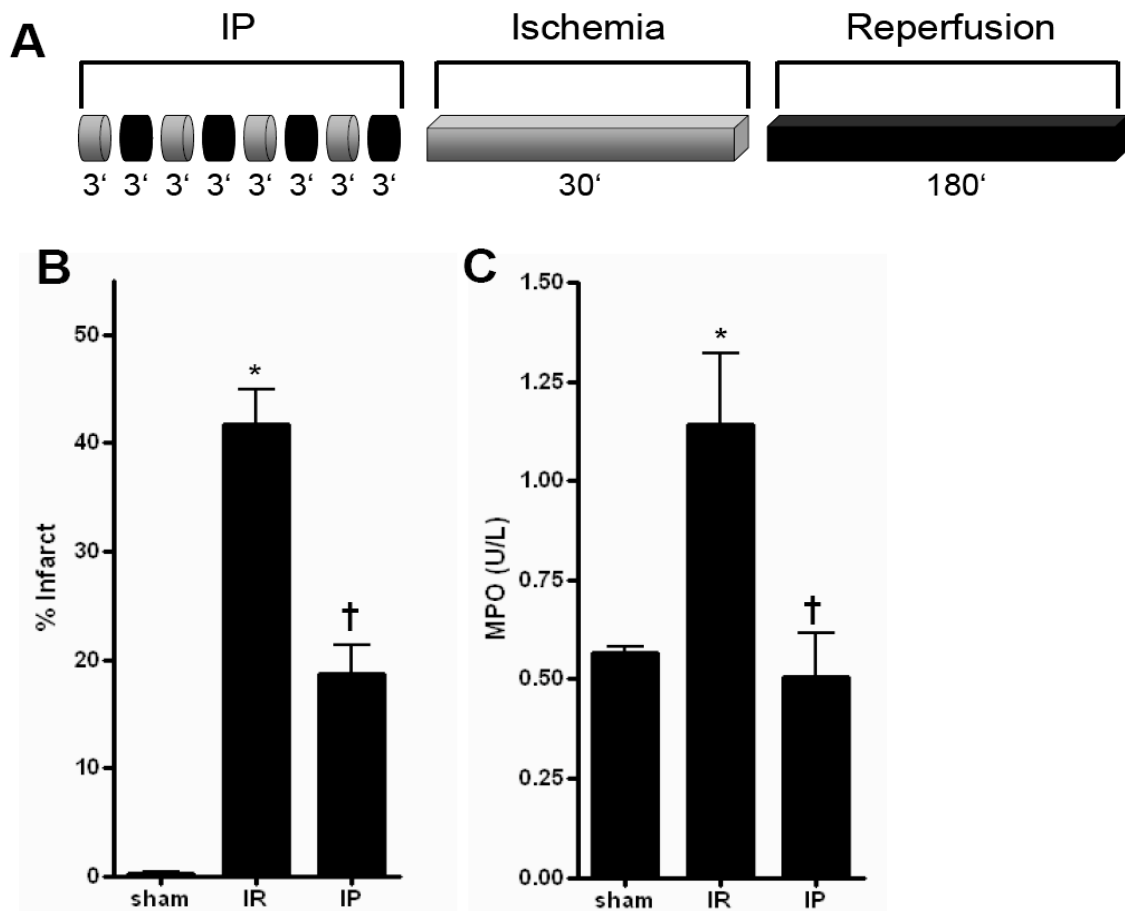 A
IP Ischemia Reperfusion
3‘ 3‘ 3‘ 3‘ 3‘ 3‘ 3‘ 3‘ 30‘ 180‘
B
% Infarct
50
40
30
20
10
0
*
†
sham IR IP
C
MPO (U/L)
1.50
1.25
1.00
0.75
0.50
0.25
0.00
*
†
sham IR IP